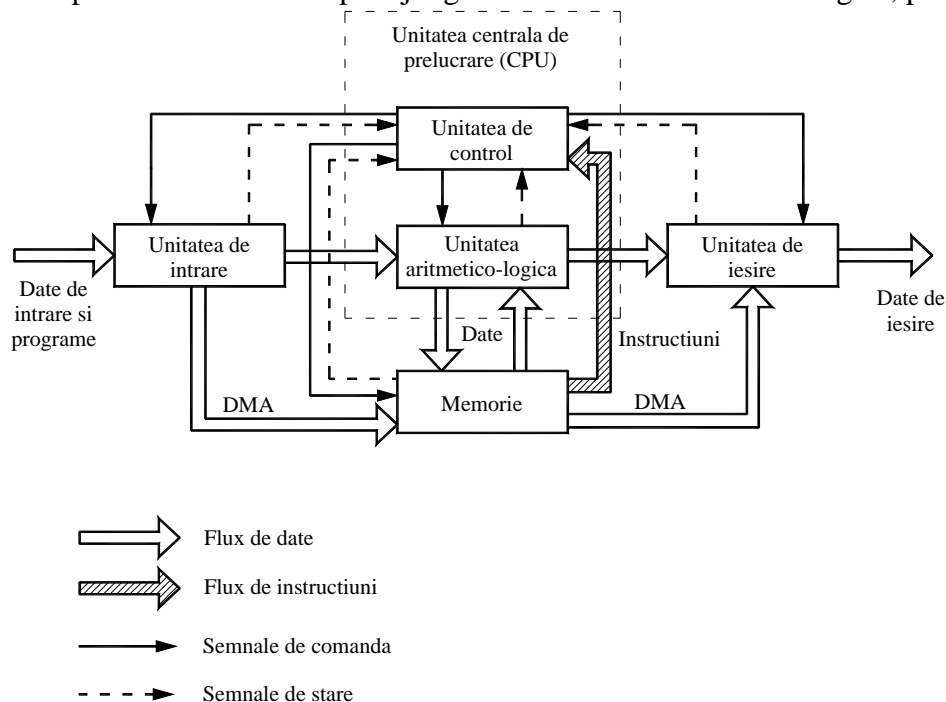 Unitatea centrala de
prelucrare (CPU)
Unitatea de
control
Unitatea de
intrare
Unitatea
aritmetico-logica
Unitatea de
iesire
Date de
intrare si
programe
Date de
iesire
Date
Instructiuni
DMA
Memorie
DMA
Flux de date
Flux de instructiuni
Semnale de comanda
Semnale de stare